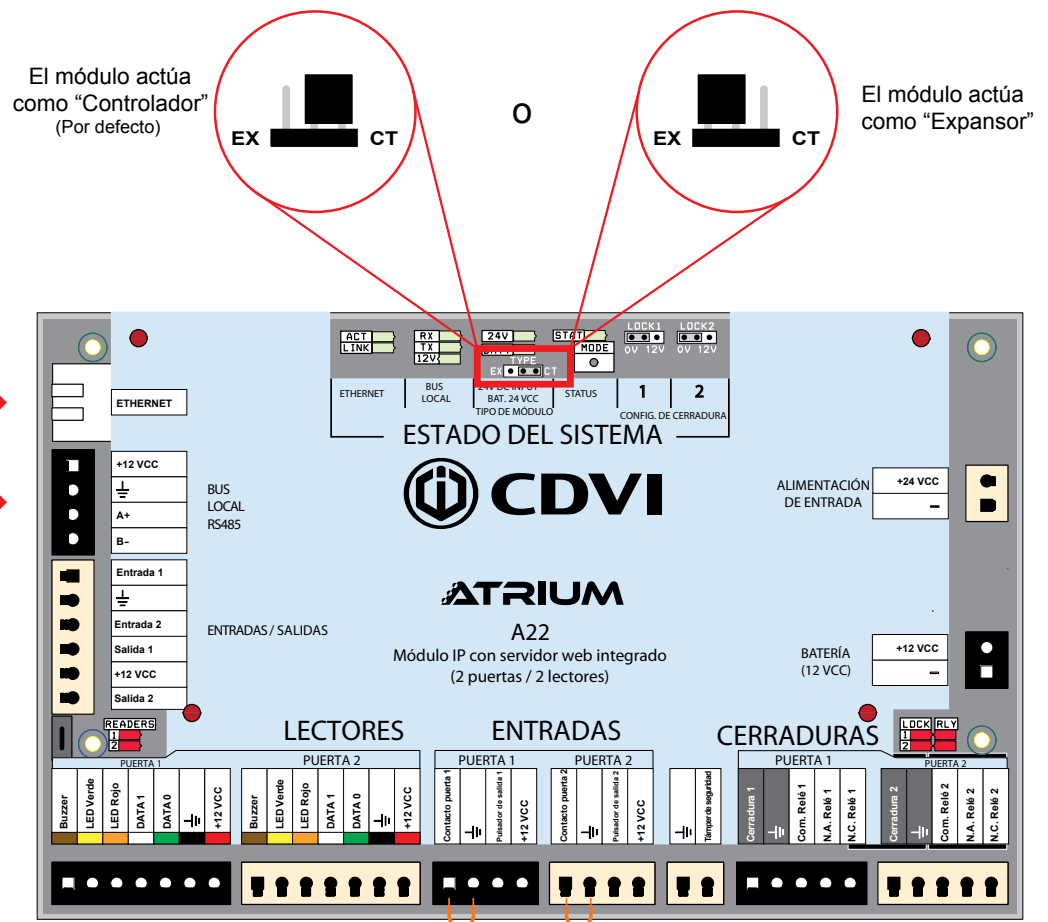 El módulo actúa
como “Controlador”
(Por defecto)
EX CT
o
EX CT
El módulo actúa
como “Expansor”
ACT
LINK
RX
TX
12V
24V
STAT
MODE
TYPE
EX CT
LOCK1
0V 12V
LOCK2
0V 12V
ETHERNET
BUS
LOCAL
24V DC INPUT
BAT. 24 VCC
TIPO DE MÓDULO
STATUS
1
2
CONFIG. DE CERRADURA
ESTADO DEL SISTEMA
CDVI
ATRIUM
A22
Módulo IP con servidor web integrado
(2 puertas / 2 lectores)
ETHERNET
+12 VCC
A+
B-
BUS
LOCAL
RS485
Entrada 1
Entrada 2
Salida 1
+12 VCC
Salida 2
ENTRADAS / SALIDAS
ALIMENTACIÓN
DE ENTRADA
+24 VCC
–
BATERÍA
(12 VCC)
+12 VCC
–
READERS
1
2
LOCK RLY
1
2
LECTORES
PUERTA 1
Buzzer
LED Verde
LED Rojo
DATA 1
DATA 0
+12 VCC
PUERTA 2
Buzzer
LED Verde
LED Rojo
DATA 1
DATA 0
+12 VCC
ENTRADAS
PUERTA 1
Contacto puerta 1
Pulsador de salida 1
+12 VCC
PUERTA 2
Contacto puerta 2
Pulsador de salida 2
+12 VCC
Támper de seguridad
CERRADURAS
PUERTA 1
Cerradura 1
Com. Relé 1
N.A. Relé 1
N.C. Relé 1
PUERTA 2
Cerradura 2
Com. Relé 2
N.A. Relé 2
N.C. Relé 2